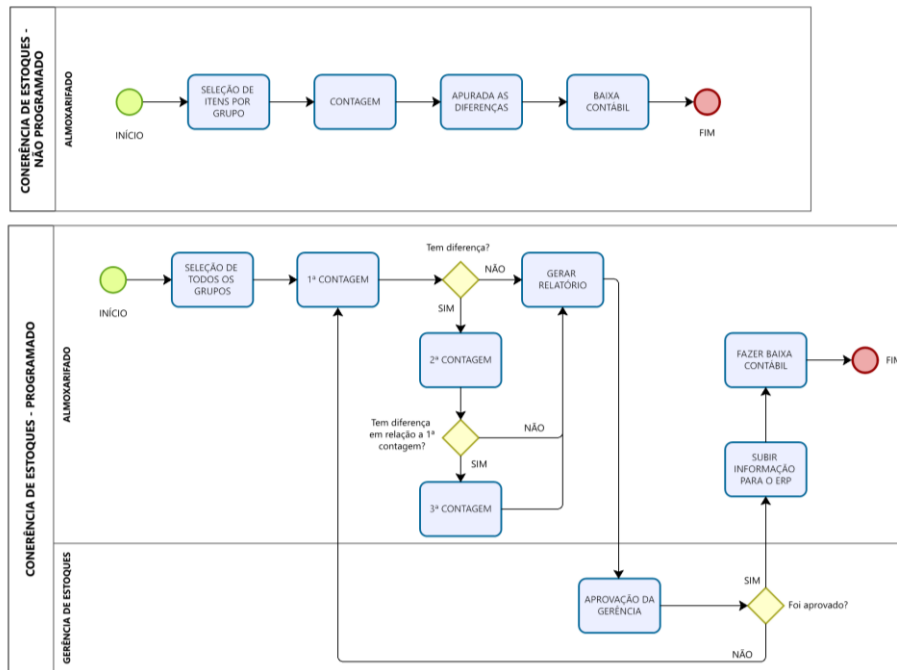 CONERÊNCIA DE ESTOQUES -
NÃO PROGRAMADO
ALMOXARIFADO
INÍCIO
SELEÇÃO DE
ITENS POR
GRUPO
CONTAGEM
APURADA AS
DIFERENÇAS
BAIXA
CONTÁBIL
FIM
CONERÊNCIA DE ESTOQUES - PROGRAMADO
ALMOXARIFADO
INÍCIO
SELEÇÃO DE
TODOS OS
GRUPOS
1ª CONTAGEM
Tem diferença?
NÃO
SIM
GERAR
RELATÓRIO
2ª CONTAGEM
Tem diferença
em relação a 1ª
contagem?
NÃO
SIM
3ª CONTAGEM
FAZER BAIXA
CONTÁBIL
FIM
SUBIR
INFORMAÇÃO
PARA O ERP
GERÊNCIA DE ESTOQUES
APROVAÇÃO DA
GERÊNCIA
SIM
Foi aprovado?
NÃO